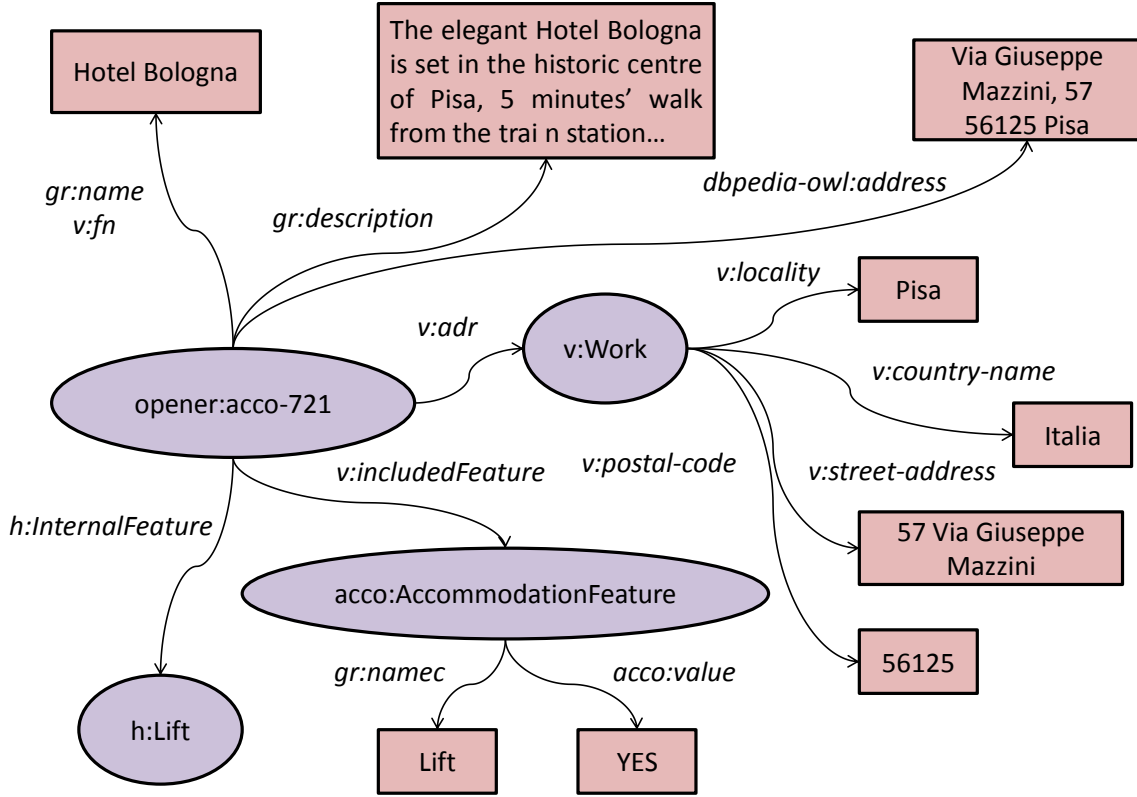 Hotel Bologna
The elegant Hotel Bologna
is set in the historic centre
of Pisa, 5 minutes’ walk
from the trai n station…
Via Giuseppe
Mazzini, 57
56125 Pisa
gr:name
v:fn
gr:description
dbpedia-owl:address
v:locality
Pisa
v:adr
v:Work
v:country-name
opener:acco-721
Italia
v:includedFeature
v:postal-code
v:street-address
h:InternalFeature
57 Via Giuseppe
Mazzini
acco:AccommodationFeature
56125
gr:namec
acco:value
h:Lift
Lift
YES